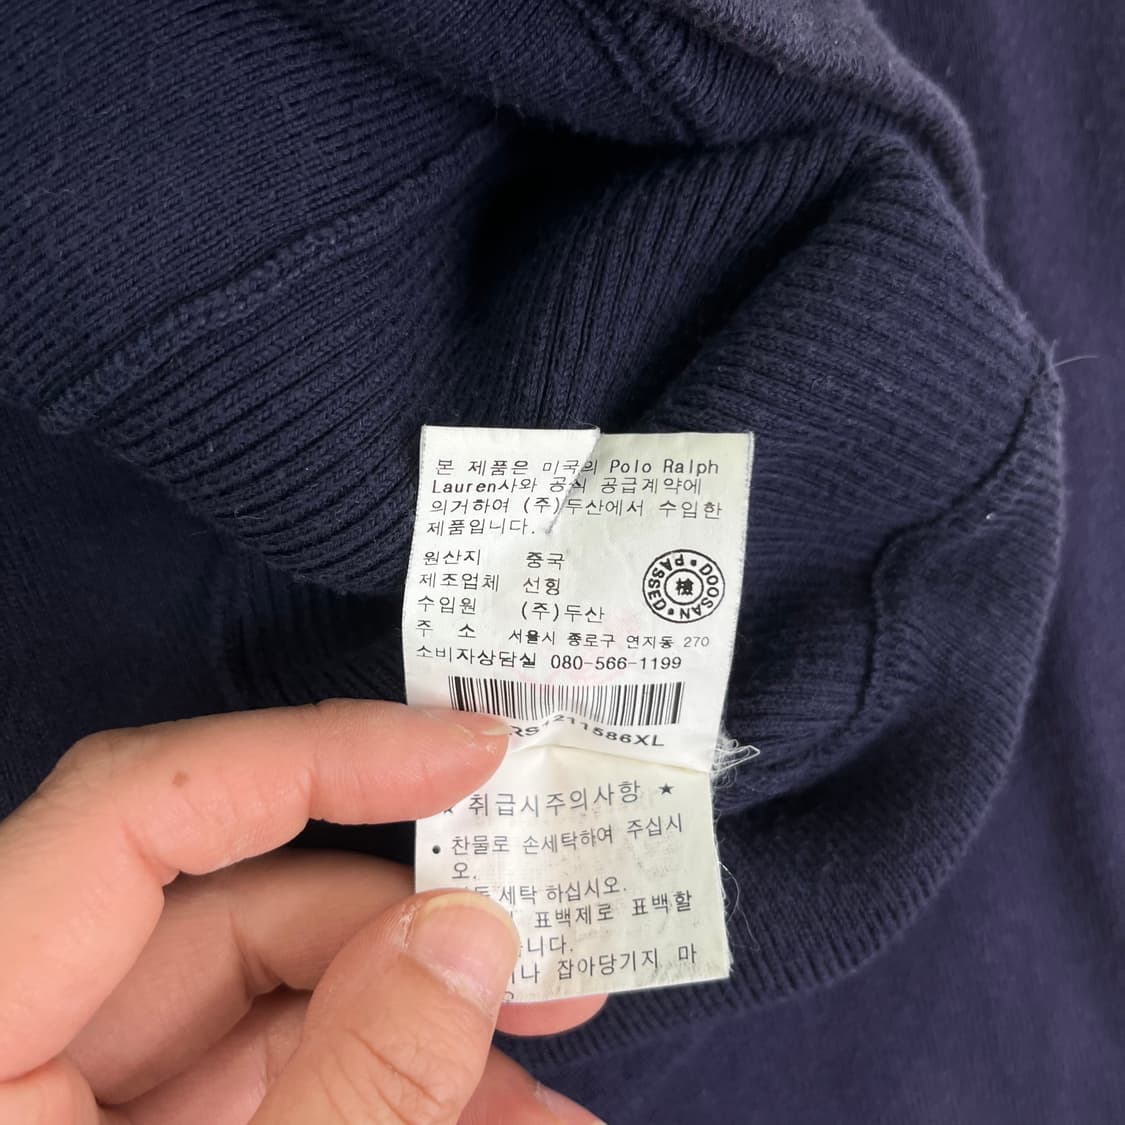 본 제품은 미국의 Polo Ralph
Lauren사와 공식 공급계약에
의거하여 (주)두산에서 수입한
제품입니다.
원산지 중국
제조업체 선힝
수입원 (주)두산
주 소 서울시 종로구 연지동 270
소비자상담실 080-566-1199
DOOSAN PASSED
檢
211586XL
취급시주의사항 ★
• 찬물로 손세탁하여 주십시
오.
세탁 하십시오.
표백제로 표백할
니다.
잡아당기지 마